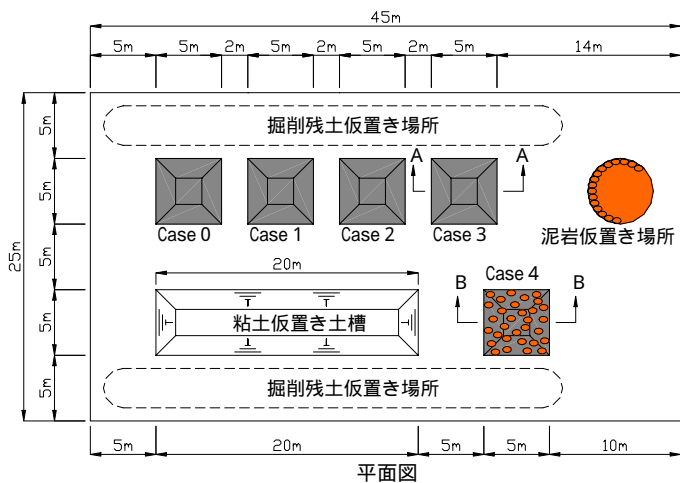 45m
5m 5m 2m 5m 2m 5m 2m 5m 14m
25m
5m
5m
5m
5m
5m
掘削残土仮置き場所
A A
Case 0 Case 1 Case 2 Case 3
泥岩仮置き場所
20m
Case 4
B B
粘土仮置き土槽
掘削残土仮置き場所
5m 20m 5m 5m 10m
平面図